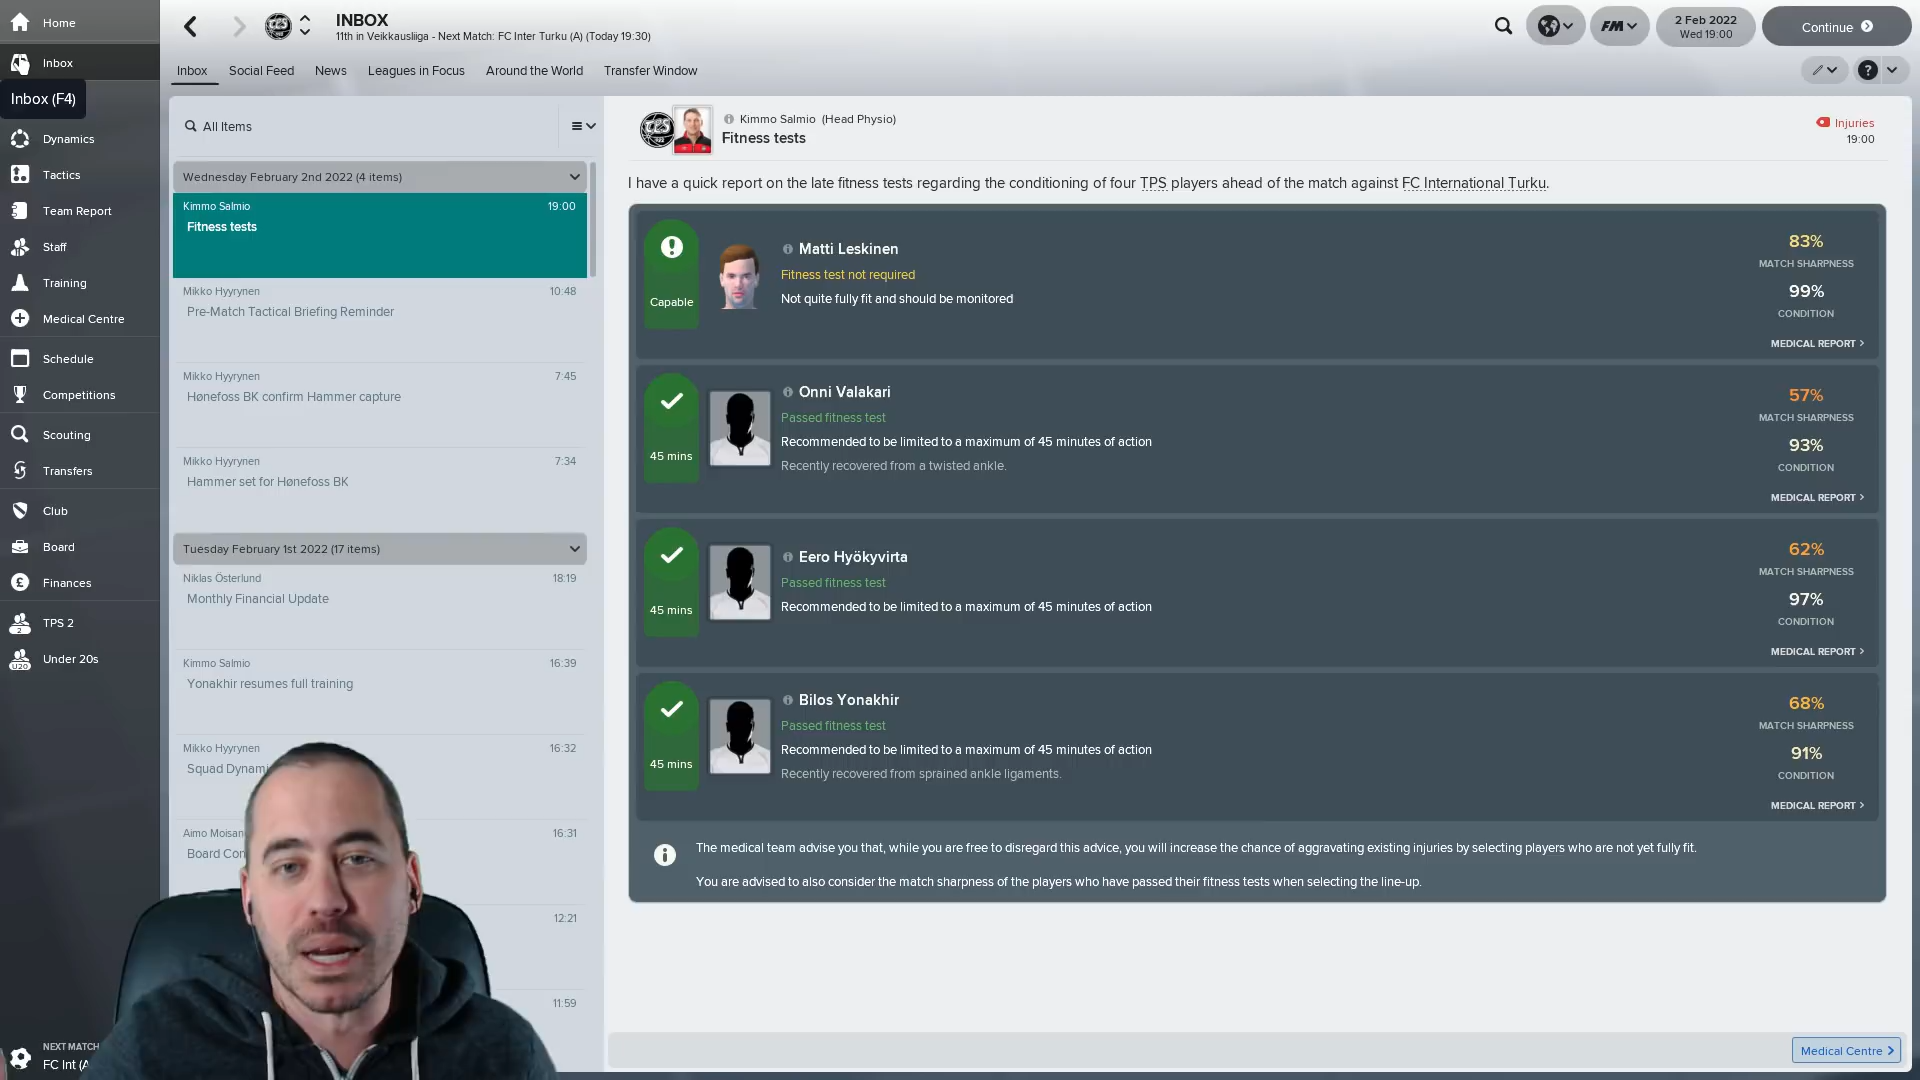 Home
INBOX
11th in Veikkausliiga - Next Match: FC Inter Turku (A) (Today 19:30)
FM
2 Feb 2022
Wed 19:00
Continue
Inbox
Inbox (F4)
Dynamics
Tactics
Team Report
Staff
Training
Medical Centre
Schedule
Competitions
Scouting
Transfers
Club
Board
Finances
TPS 2
Under 20s
NEXT MATCH
FC Int (A
Inbox Social Feed News Leagues in Focus Around the World Transfer Window
All Items
Wednesday February 2nd 2022 (4 items)
Kimmo Salmio 19:00
Fitness tests
Mikko Hyyrynen 10:48
Pre-Match Tactical Briefing Reminder
Mikko Hyyrynen 7:45
Hønefoss BK confirm Hammer capture
Mikko Hyyrynen 7:34
Hammer set for Hønefoss BK
Tuesday February 1st 2022 (17 items)
Niklas Österlund 18:19
Monthly Financial Update
Kimmo Salmio 16:39
Yonakhir resumes full training
Mikko Hyyrynen 16:32
Squad Dynami
Aimo Moisan 16:31
Board Con
12:21
11:59
Kimmo Salmio (Head Physio)
Fitness tests
Injuries
19:00
I have a quick report on the late fitness tests regarding the conditioning of four TPS players ahead of the match against FC International Turku.
Capable
Matti Leskinen
Fitness test not required
Not quite fully fit and should be monitored
83%
MATCH SHARPNESS
99%
CONDITION
MEDICAL REPORT >
45 mins
Onni Valakari
Passed fitness test
Recommended to be limited to a maximum of 45 minutes of action
Recently recovered from a twisted ankle.
57%
MATCH SHARPNESS
93%
CONDITION
MEDICAL REPORT >
45 mins
Eero Hyökyvirta
Passed fitness test
Recommended to be limited to a maximum of 45 minutes of action
62%
MATCH SHARPNESS
97%
CONDITION
MEDICAL REPORT >
45 mins
Bilos Yonakhir
Passed fitness test
Recommended to be limited to a maximum of 45 minutes of action
Recently recovered from sprained ankle ligaments.
68%
MATCH SHARPNESS
91%
CONDITION
MEDICAL REPORT >
The medical team advise you that, while you are free to disregard this advice, you will increase the chance of aggravating existing injuries by selecting players who are not yet fully fit.
You are advised to also consider the match sharpness of the players who have passed their fitness tests when selecting the line-up.
Medical Centre >